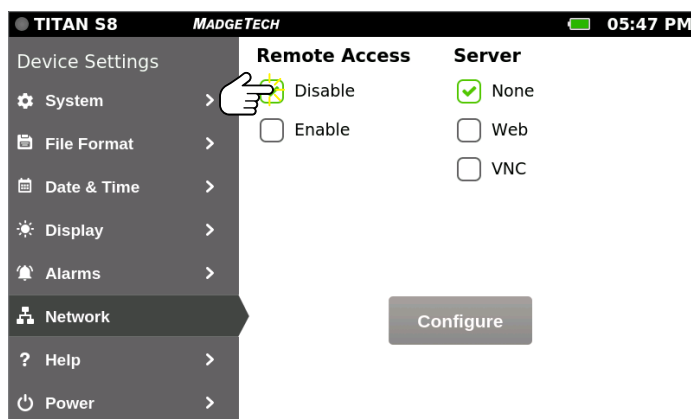 TITAN S8 MADGETECH 05:47 PM
Device Settings
System
File Format
Date & Time
Display
Alarms
Network
? Help
Power
Remote Access
Disable
Enable
Server
None
Web
VNC
Configure